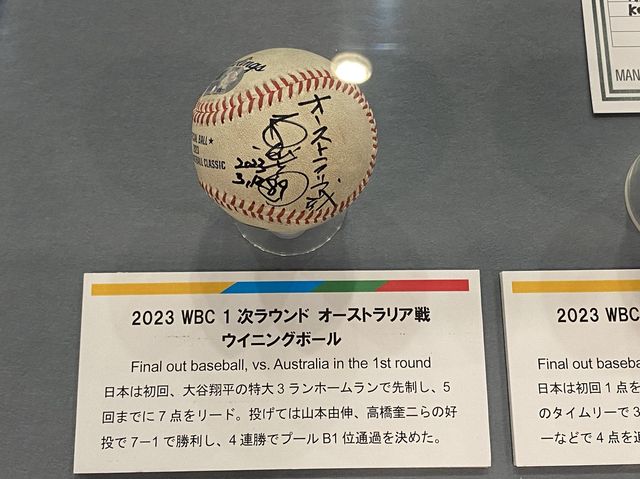 オーストラリア戦
2023
3.12
89
CLASSIC
2023 WBC 1次ラウンド オーストラリア戦
ウイニングボール
Final out baseball, vs. Australia in the 1st round
日本は初回、大谷翔平の特大3ランホームランで先制し、5
回までに7点をリード。投げては山本由伸、高橋奎二らの好
投で7−1で勝利し、4連勝でプールB1位通過を決めた。
MAN
2023 WBC
Final out baseba
日本は初回1点を
のタイムリーで3
ーなどで4点を追